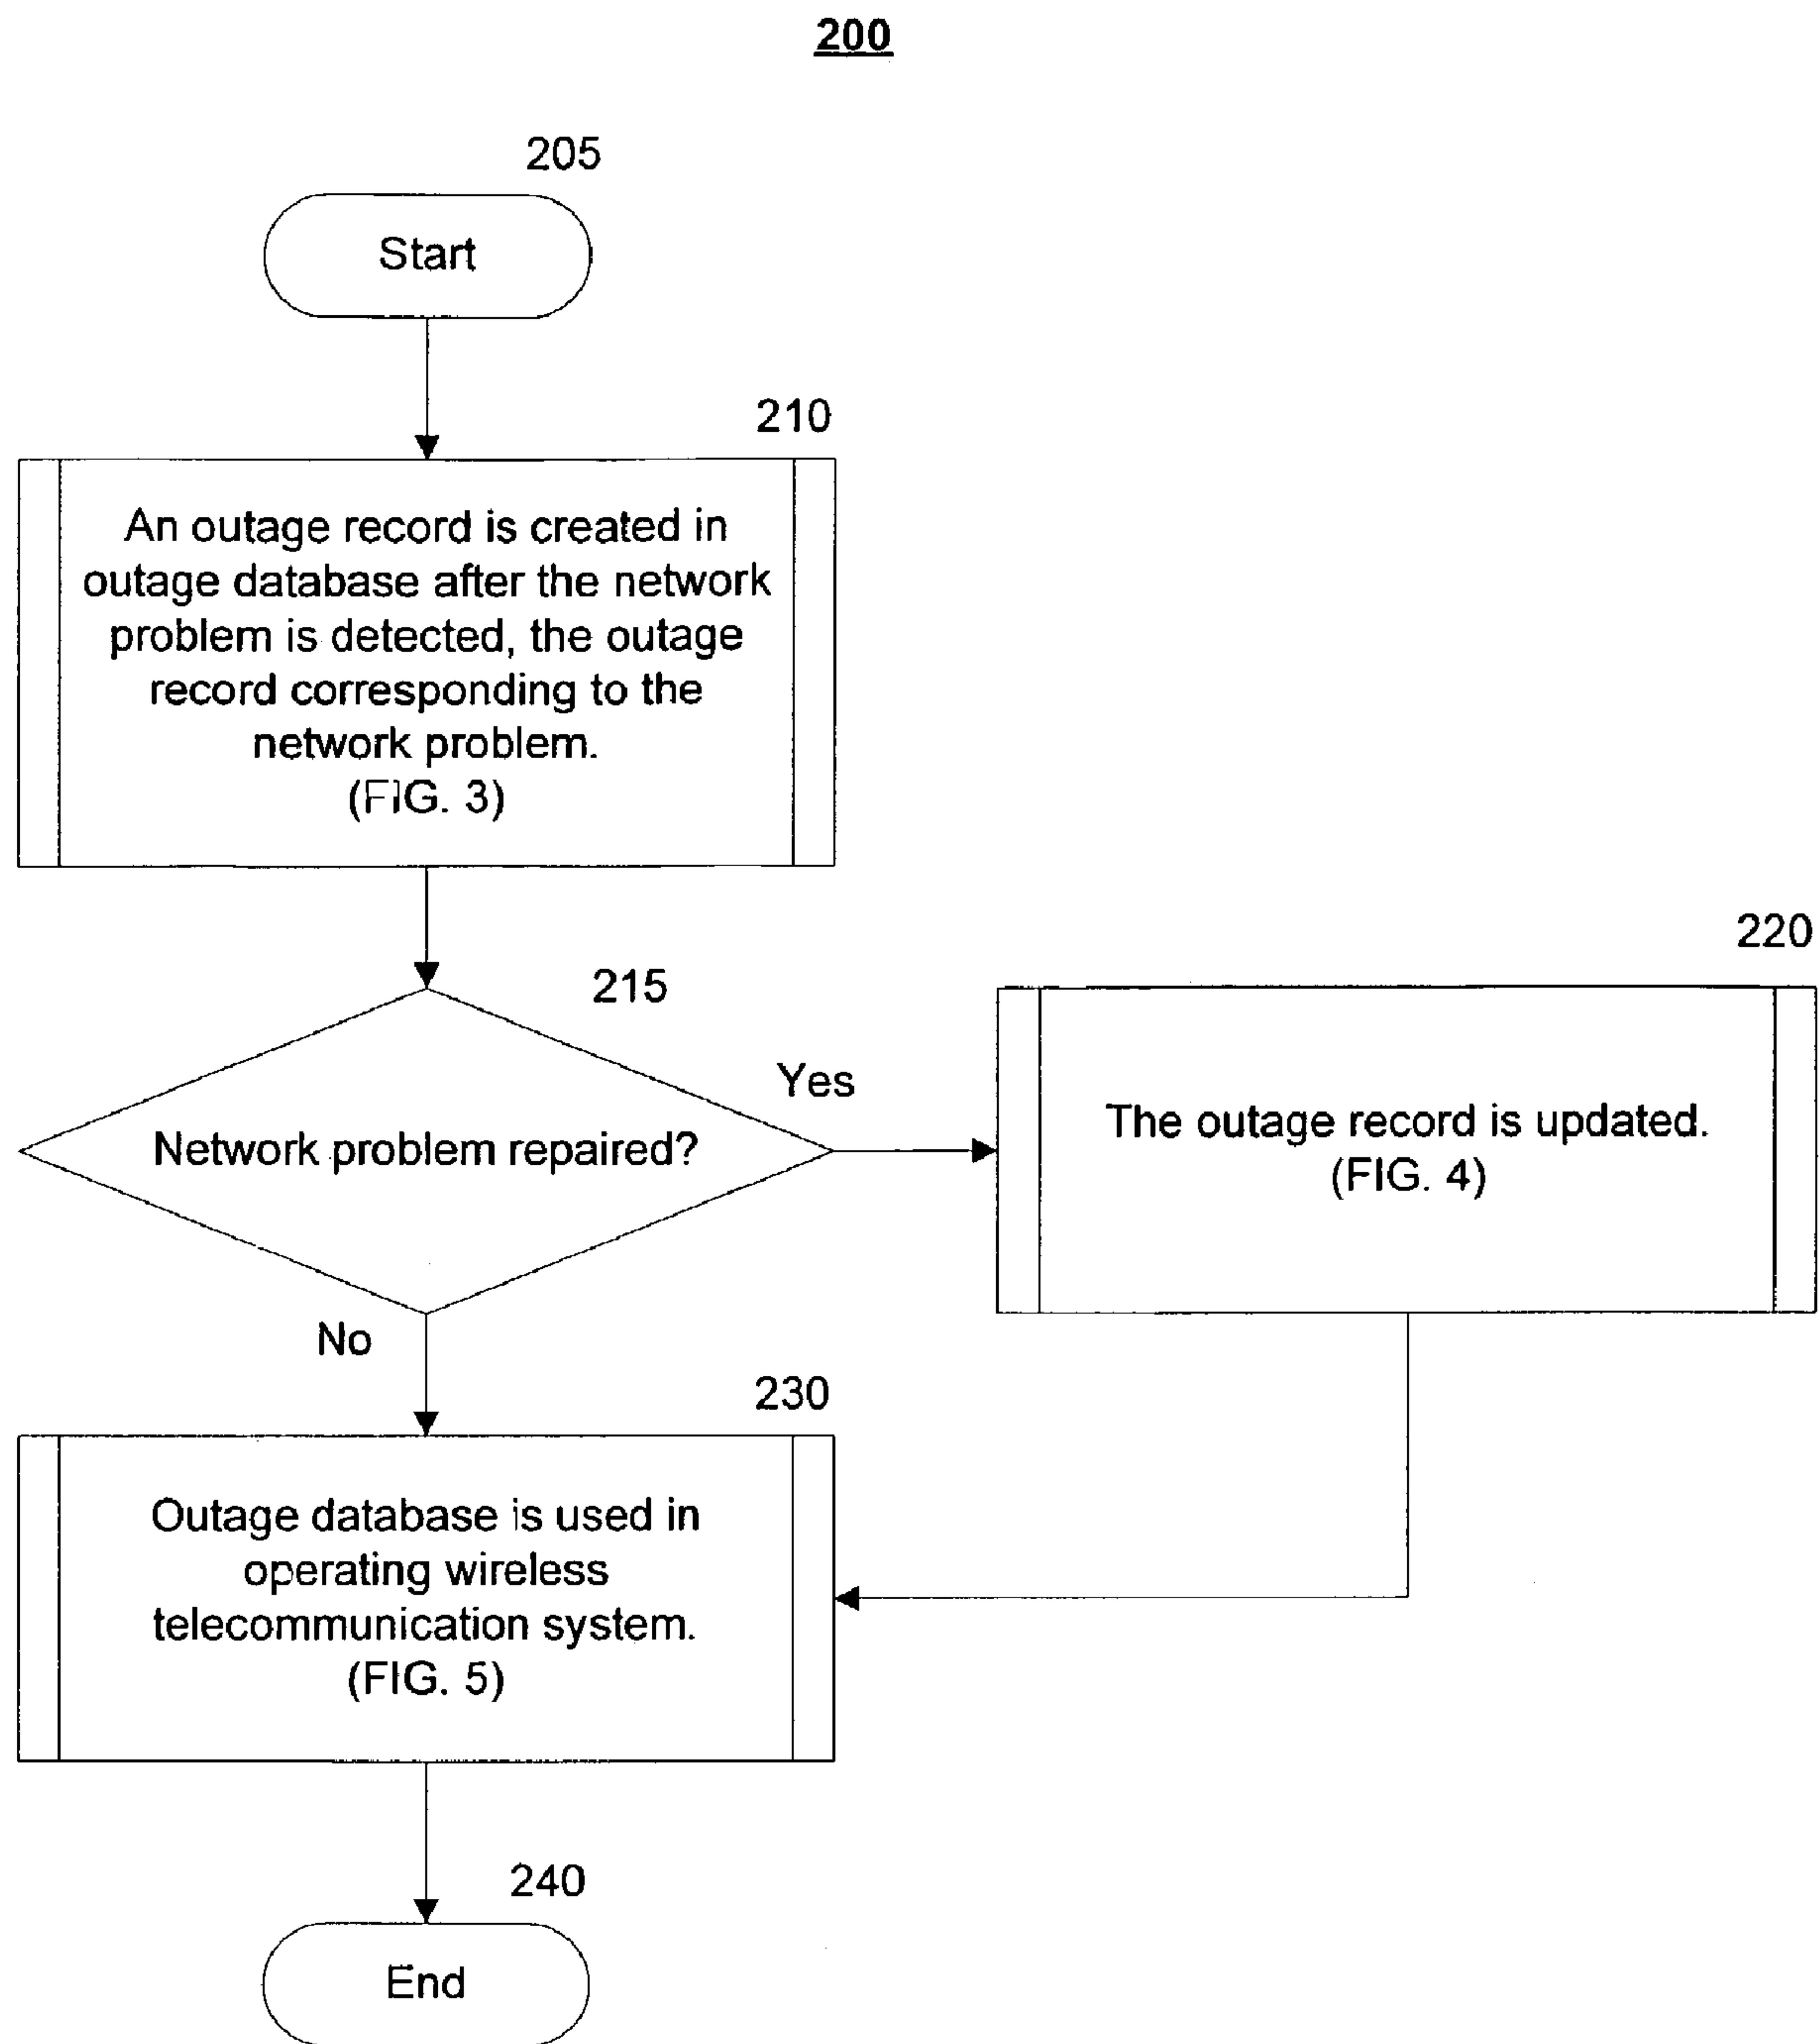 200
205
Start
210
An outage record is created in
outage database after the network
problem is detected, the outage
record corresponding to the
network problem.
(FIG. 3)
215
Network problem repaired?
Yes
220
The outage record is updated.
(FIG. 4)
No
230
Outage database is used in
operating wireless
telecommunication system.
(FIG. 5)
240
End